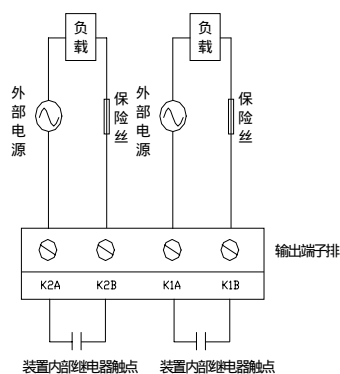 负载
负载
外部电源
保险丝
外部电源
保险丝
输出端子排
K2A K2B K1A K1B
装置内部继电器触点 装置内部继电器触点